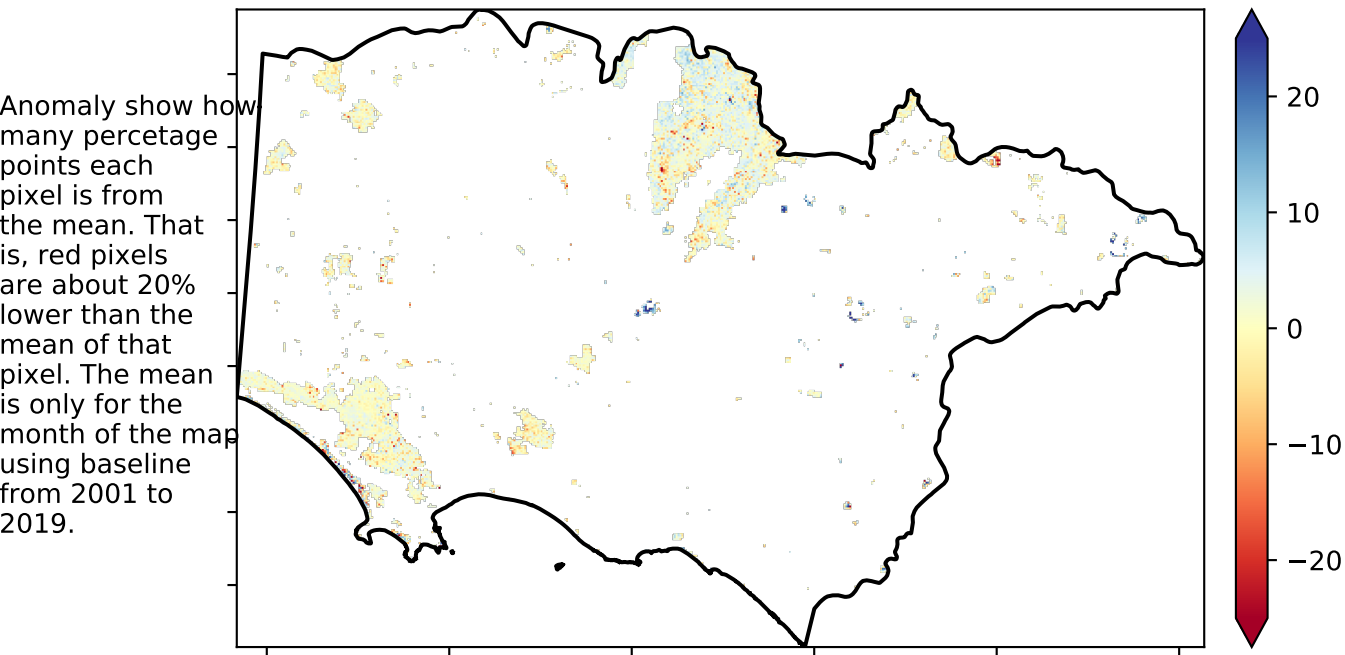 Anomaly show how
many percetage
points each
pixel is from
the mean. That
is, red pixels
are about 20%
lower than the
mean of that
pixel. The mean
is only for the
month of the map
using baseline
from 2001 to
2019.
20
10
0
−10
−20